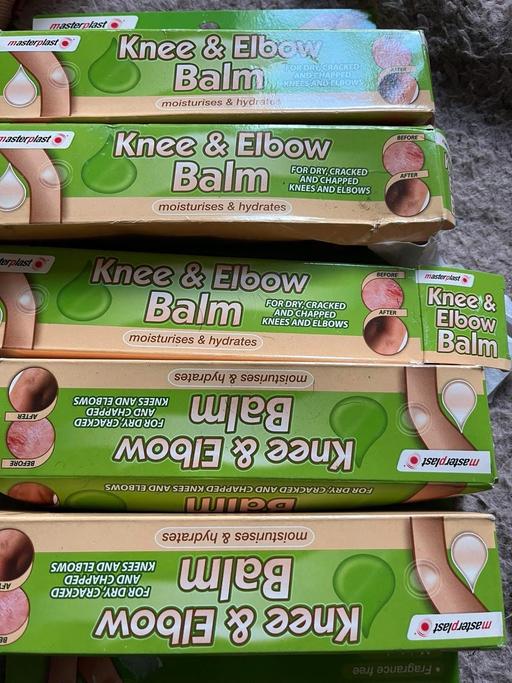 masterplast
masterplast
Knee & Elbow
Balm
FOR DRY, CRACKED
AND CHAPPED
KNEES AND ELBOWS
AFTER
moisturises & hydrates
masterplast
Knee & Elbow
Balm
FOR DRY, CRACKED
AND CHAPPED
KNEES AND ELBOWS
BEFORE
AFTER
moisturises & hydrates
masterplast
Knee & Elbow
Balm
FOR DRY, CRACKED
AND CHAPPED
KNEES AND ELBOWS
BEFORE
AFTER
moisturises & hydrates
masterplast
Knee &
Elbow
Balm
masterplast
Knee & Elbow
Balm
FOR DRY, CRACKED
AND CHAPPED
KNEES AND ELBOWS
BEFORE
AFTER
moisturises & hydrates
Balm
FOR DRY, CRACKED AND CHAPPED KNEES AND ELBOWS
masterplast
Knee & Elbow
Balm
FOR DRY, CRACKED
AND CHAPPED
KNEES AND ELBOWS
moisturises & hydrates
• Fragrance free